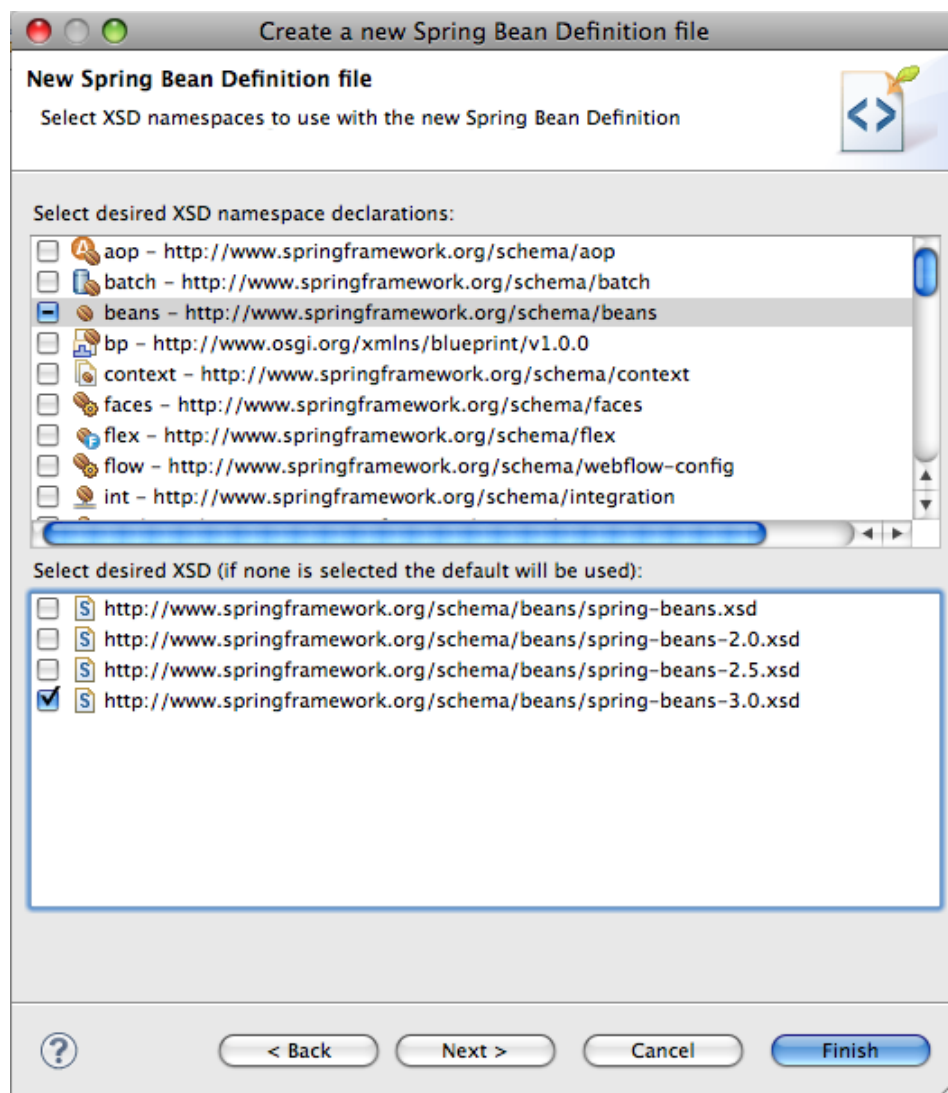 Create a new Spring Bean Definition file
New Spring Bean Definition file
Select XSD namespaces to use with the new Spring Bean Definition
Select desired XSD namespace declarations:
aop - http://www.springframework.org/schema/aop
batch - http://www.springframework.org/schema/batch
beans - http://www.springframework.org/schema/beans
bp - http://www.osgi.org/xmlns/blueprint/v1.0.0
context - http://www.springframework.org/schema/context
faces - http://www.springframework.org/schema/faces
flex - http://www.springframework.org/schema/flex
flow - http://www.springframework.org/schema/webflow-config
int - http://www.springframework.org/schema/integration
Select desired XSD (if none is selected the default will be used):
http://www.springframework.org/schema/beans/spring-beans.xsd
http://www.springframework.org/schema/beans/spring-beans-2.0.xsd
http://www.springframework.org/schema/beans/spring-beans-2.5.xsd
http://www.springframework.org/schema/beans/spring-beans-3.0.xsd
< Back Next > Cancel Finish